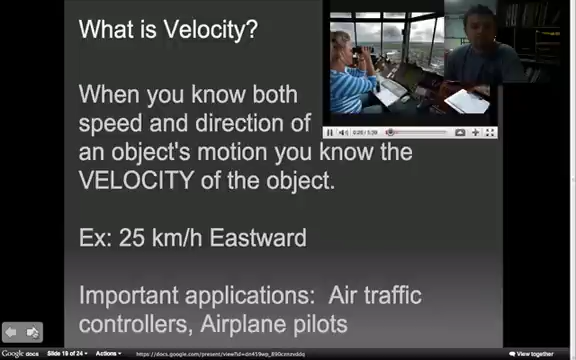 What is Velocity?
When you know both
speed and direction of
an object's motion you know the
VELOCITY of the object.
Ex: 25 km/h Eastward
Important applications: Air traffic
controllers, Airplane pilots
Google docs Slide 19 of 24 Actions View together